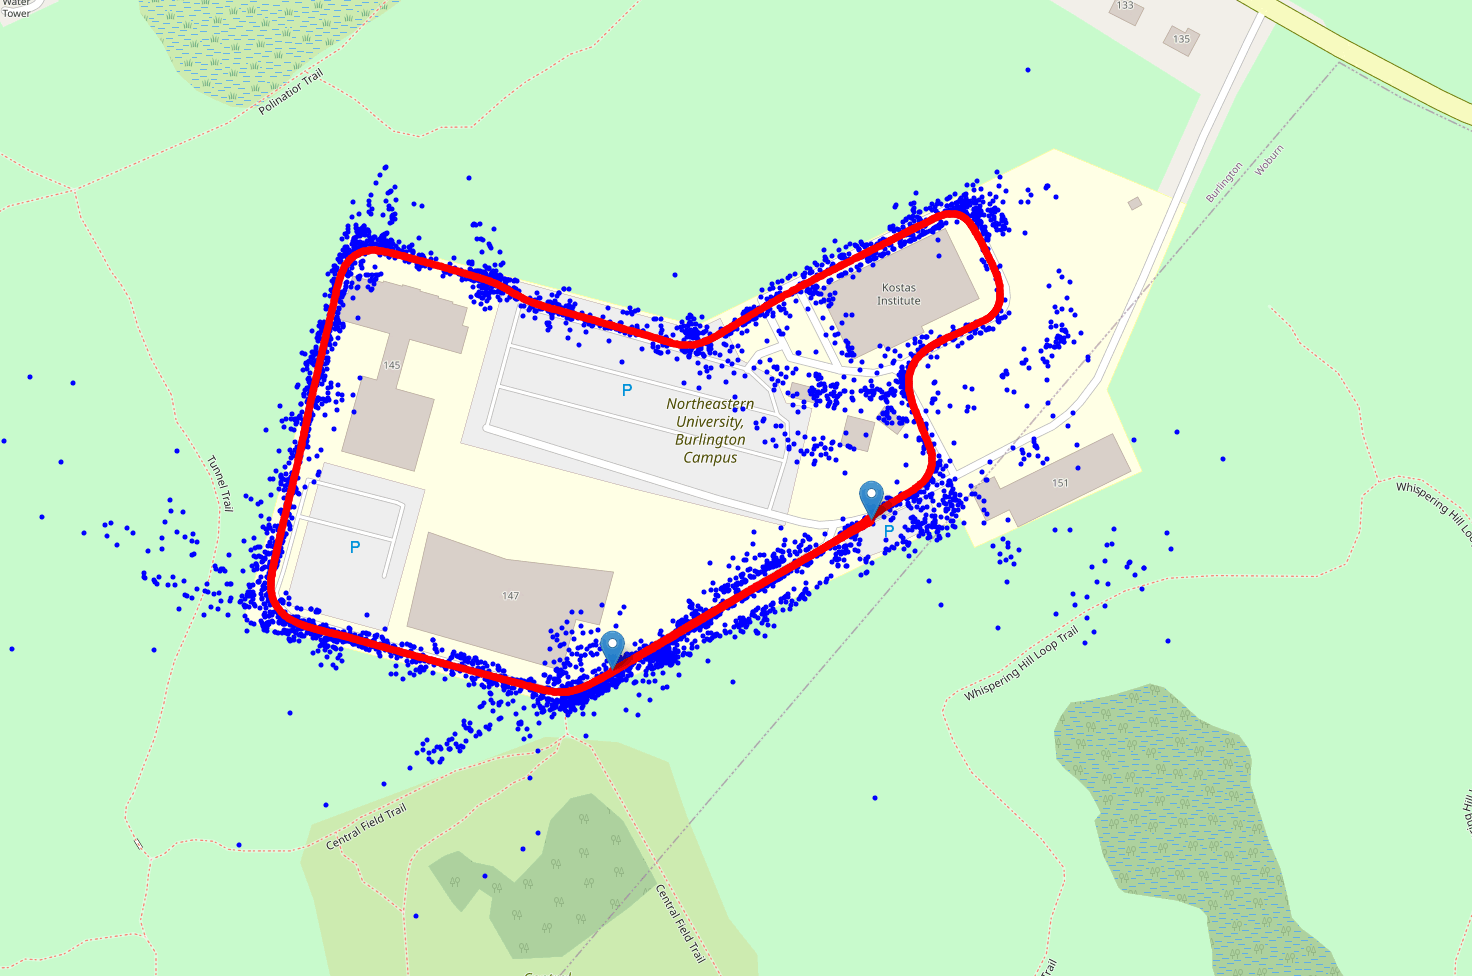 Water
Tower
133
135
Polinatior Trail
Burlington
Woburn
Kostas
Institute
145
P
Northeastern
University,
Burlington
Campus
Tunnel Trail
151
Whispering Hill Loo
P
P
147
Whispering Hill Loop Trail
Central Field Trail
Central Field Trail
Trail